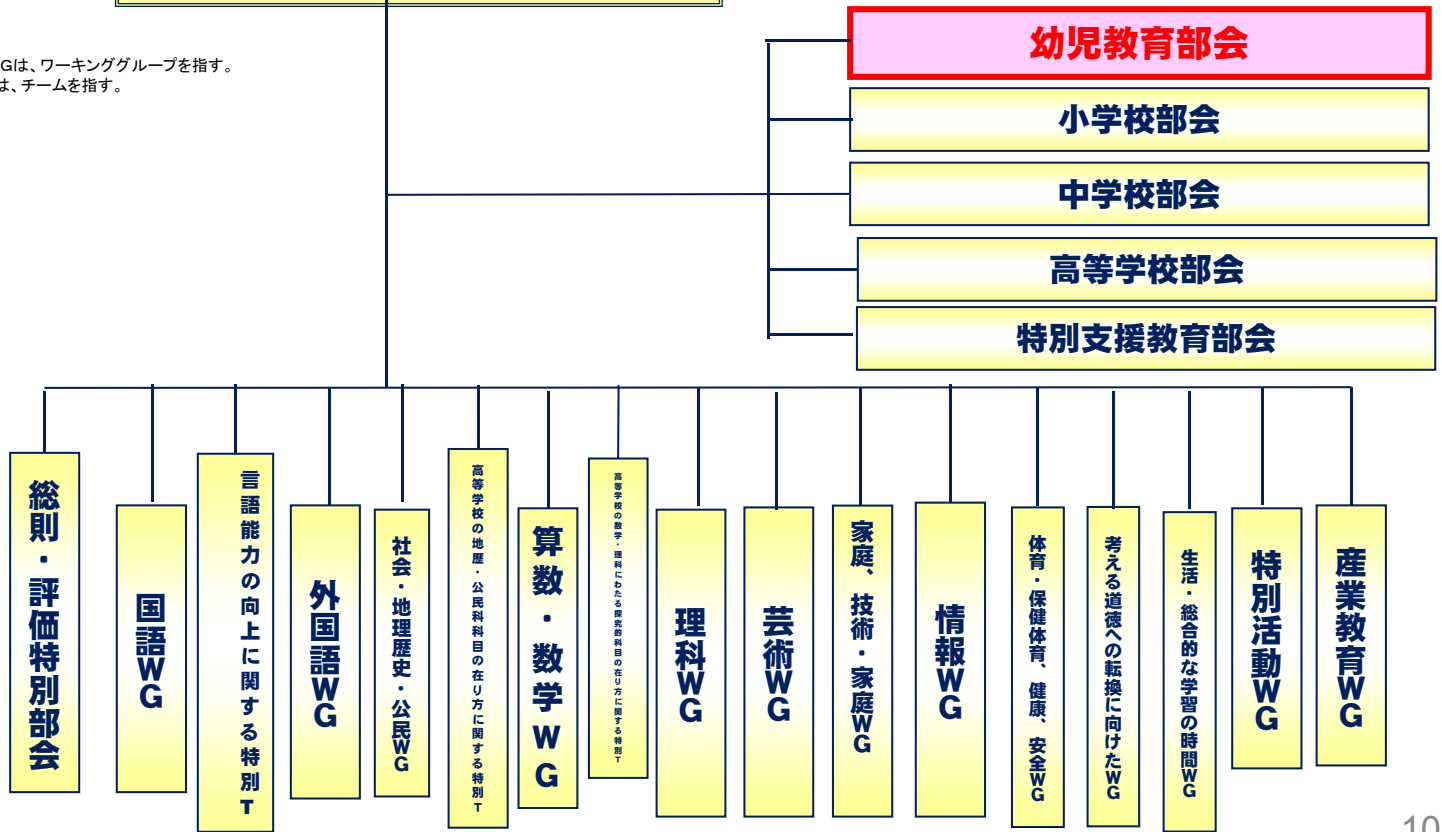 Gは、ワーキンググループを指す。
は、チームを指す。
幼児教育部会
小学校部会
中学校部会
高等学校部会
特別支援教育部会
総則・評価特別部会
国語WG
言語能力の向上に関する特別T
外国語WG
社会・地理歴史・公民WG
高等学校の地歴・公民科科目の在り方に関する特別T
算数・数学WG
高等学校の数学・理科にわたる探究的科目の在り方に関する特別T
理科WG
芸術WG
家庭、技術・家庭WG
情報WG
体育・保健体育、健康、安全WG
考える道徳への転換に向けたWG
生活・総合的な学習の時間WG
特別活動WG
産業教育WG
10